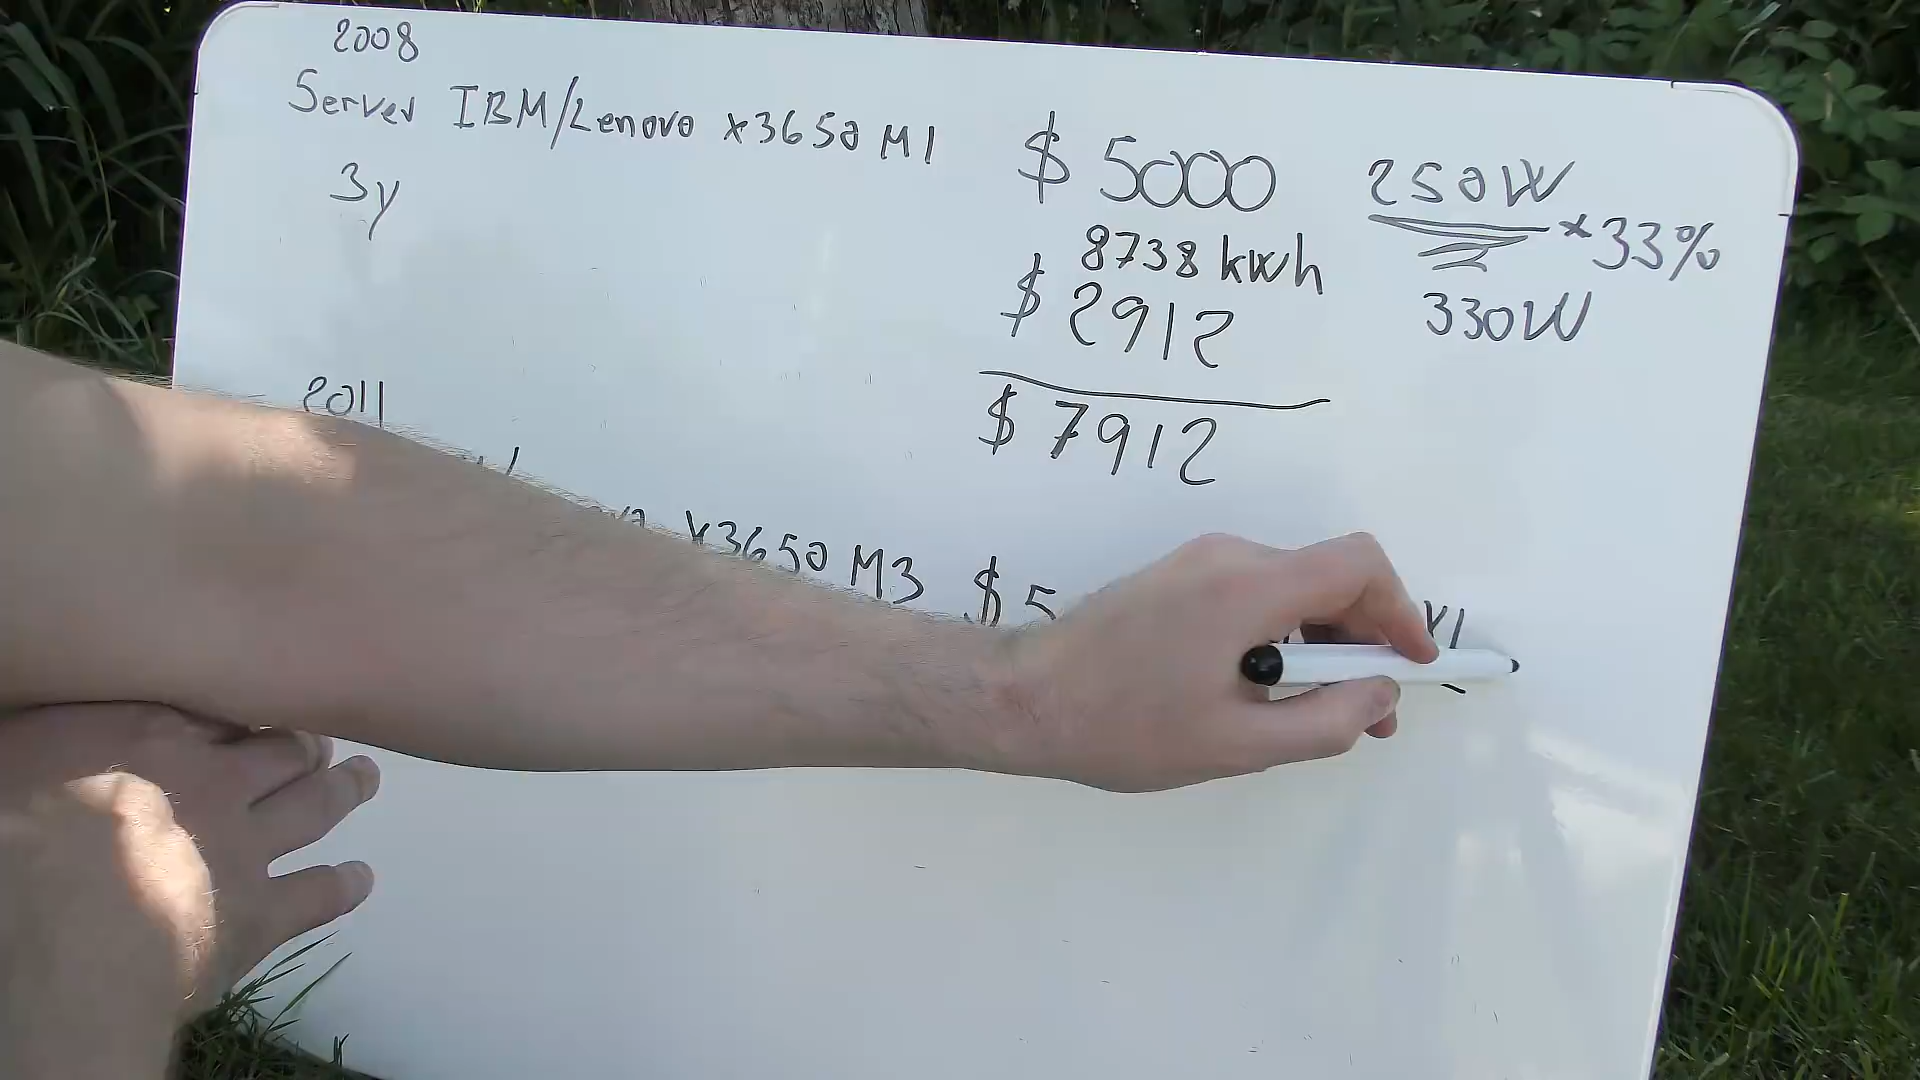 2008
Server IBM/Lenovo x3650 M1
3y
$ 5000
250W
* 33%
8738 kwh
330W
$ 2912
$ 7912
2011
x3650 M3 $ 5